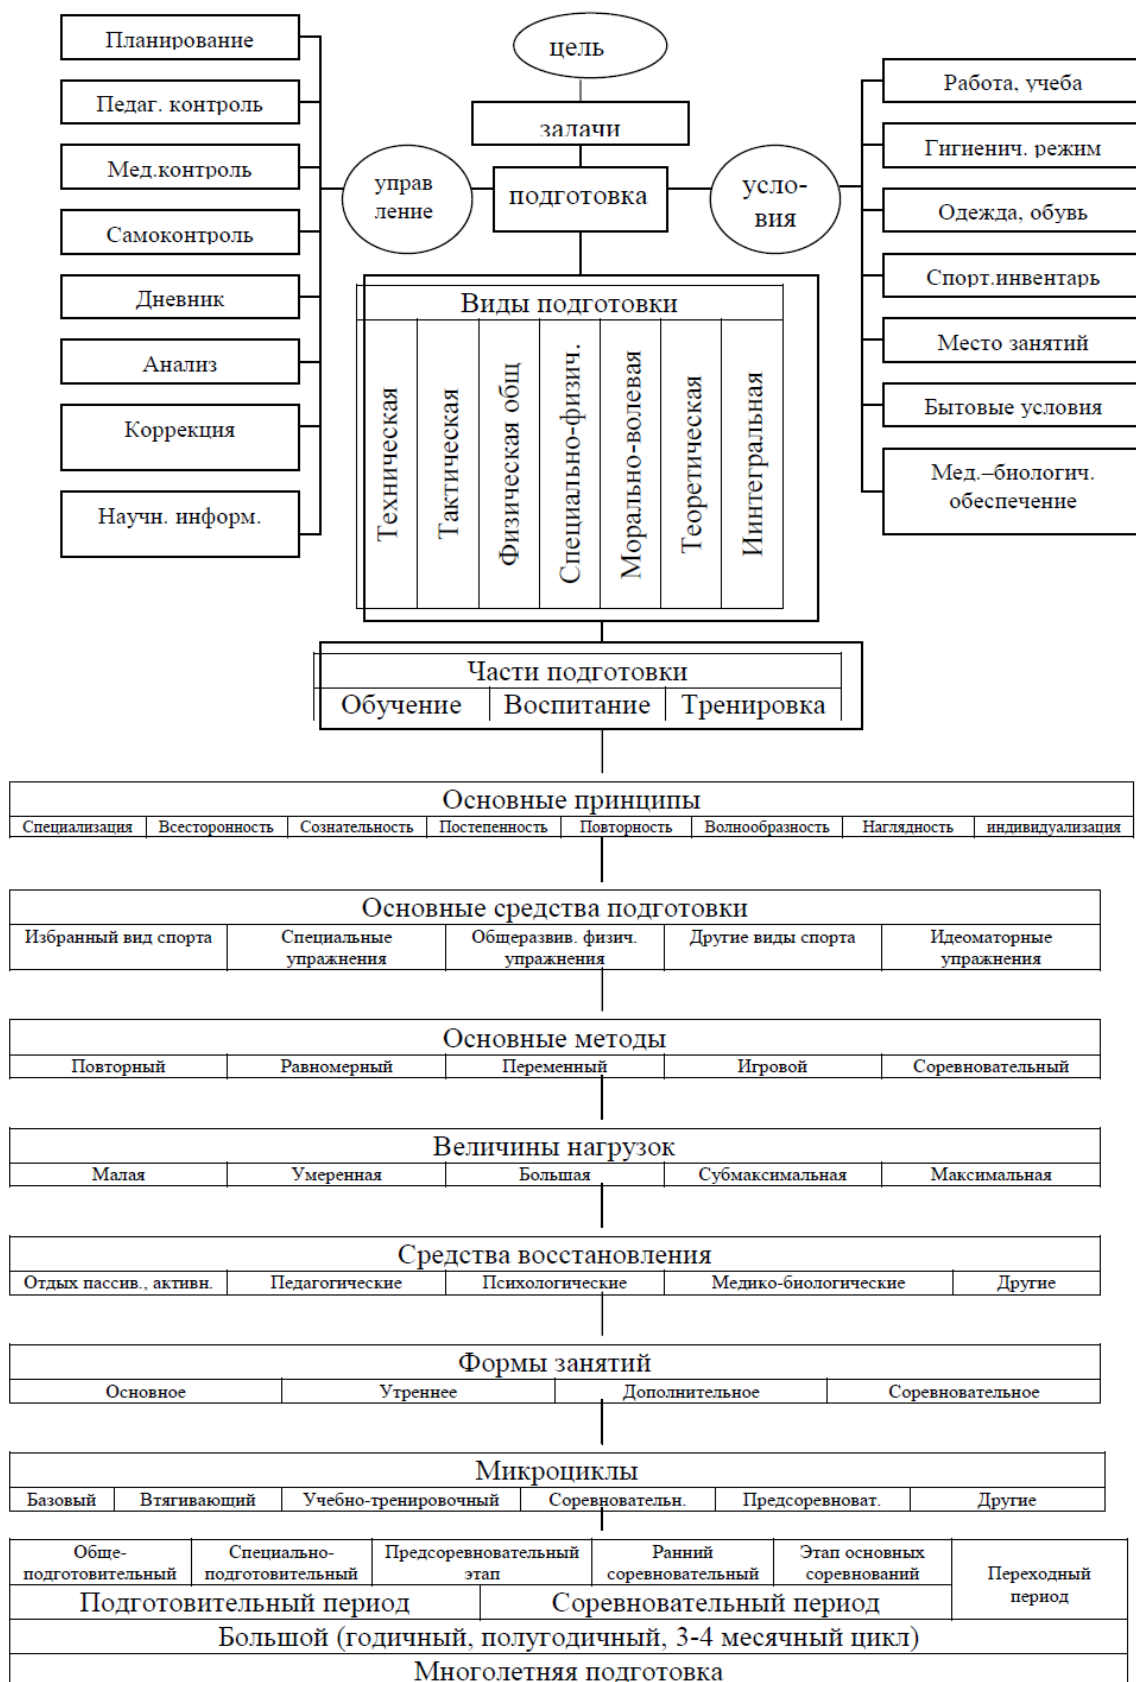 цель
задачи
подготовка
управ
ление
усло-
вия
Планирование
Педаг. контроль
Мед.контроль
Самоконтроль
Дневник
Анализ
Коррекция
Научн. информ.
Работа, учеба
Гигиенич. режим
Одежда, обувь
Спорт.инвентарь
Место занятий
Бытовые условия
Мед.–биологич.
обеспечение
Виды подготовки
Техническая
Тактическая
Физическая общ
Специально-физич.
Морально-волевая
Теоретическая
Иинтегральная
Части подготовки
Обучение Воспитание Тренировка
Основные принципы
Специализация Всесторонность Сознательность Постепенность Повторность Волнообразность Наглядность индивидуализация
Основные средства подготовки
Избранный вид спорта
Специальные
упражнения
Общеразвив. физич.
упражнения
Другие виды спорта
Идеоматорные
упражнения
Основные методы
Повторный Равномерный Переменный Игровой Соревновательный
Величины нагрузок
Малая Умеренная Большая Субмаксимальная Максимальная
Средства восстановления
Отдых пассив., активн. Педагогические Психологические Медико-биологические Другие
Формы занятий
Основное Утреннее Дополнительное Соревновательное
Микроциклы
Базовый Втягивающий Учебно-тренировочный Соревновательн. Предсоревноват. Другие
Обще-
подготовительный
Специально-
подготовительный
Предсоревновательный
этап
Ранний
соревновательный
Этап основных
соревнований
Переходный
период
Подготовительный период Соревновательный период
Большой (годичный, полугодичный, 3-4 месячный цикл)
Многолетняя подготовка